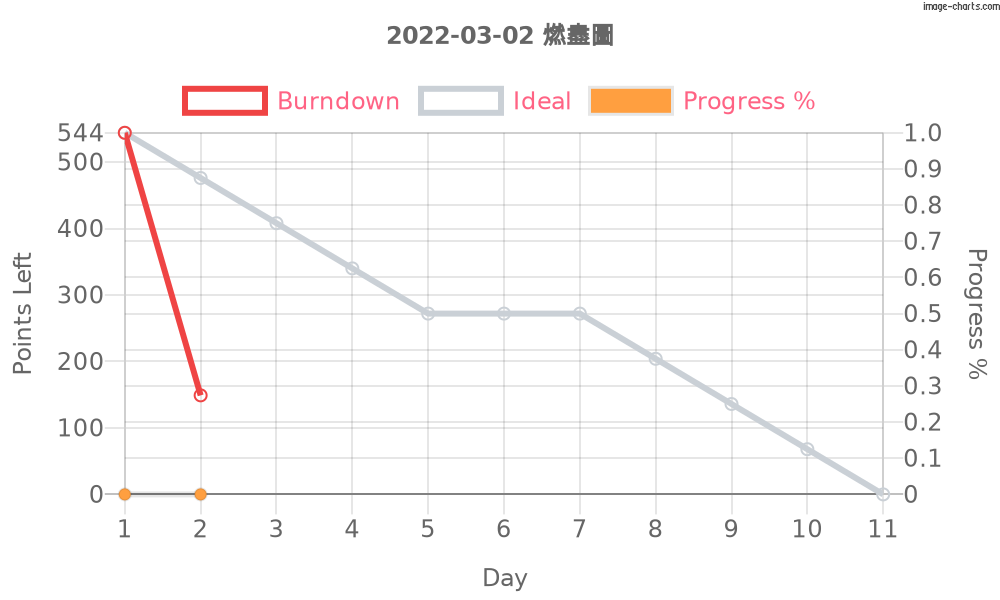 image-charts.com
2022-03-02 燃盡圖
Burndown Ideal Progress %
544 1.0
500 0.9
400 0.8
300 0.7
200 0.6
100 0.5
0 0.4
0.3
0.2
0.1
0
Points Left
Progress %
1 2 3 4 5 6 7 8 9 10 11
Day